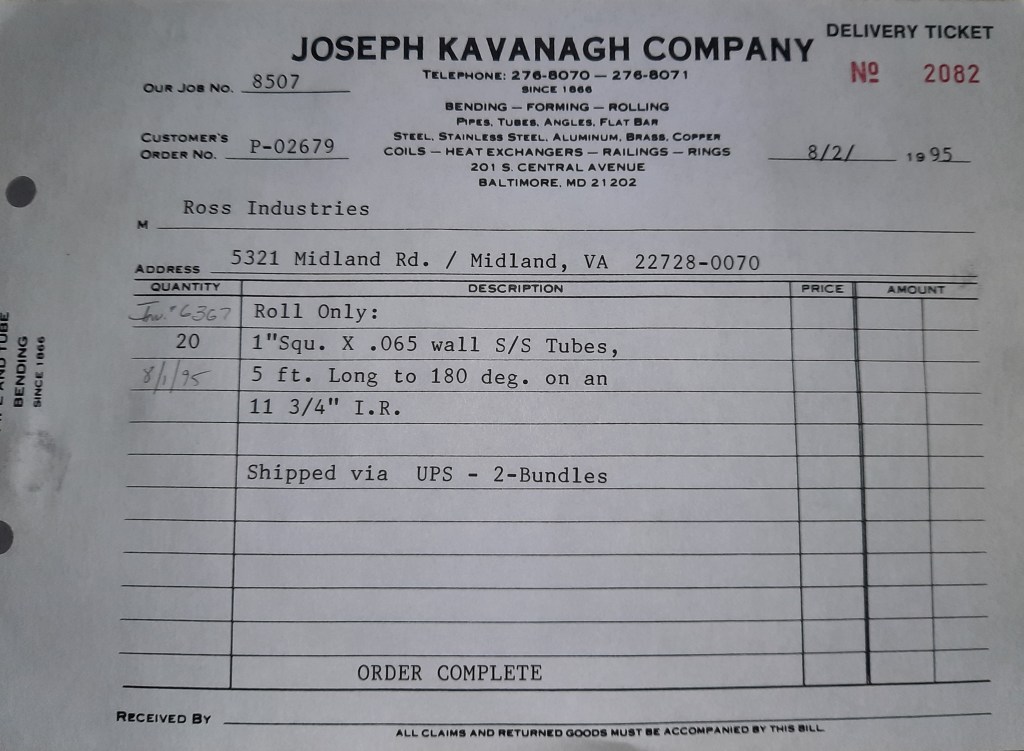 DELIVERY TICKET
JOSEPH KAVANAGH COMPANY
Nº 2082
TELEPHONE: 276-8070 — 276-8071
SINCE 1866
OUR JOB NO. 8507
BENDING — FORMING — ROLLING
PIPES, TUBES, ANGLES, FLAT BAR
STEEL, STAINLESS STEEL, ALUMINUM, BRASS, COPPER
CUSTOMER'S
ORDER NO. P-02679
COILS — HEAT EXCHANGERS — RAILINGS — RINGS
8/2/ 1995
201 S. CENTRAL AVENUE
BALTIMORE, MD 21202
M Ross Industries
ADDRESS 5321 Midland Rd. / Midland, VA 22728-0070
QUANTITY DESCRIPTION PRICE AMOUNT
Inv.# 6367 Roll Only:
20 1"Squ. X .065 wall S/S Tubes,
8/1/95 5 ft. Long to 180 deg. on an
11 3/4" I.R.
Shipped via UPS - 2-Bundles
ORDER COMPLETE
RECEIVED BY
ALL CLAIMS AND RETURNED GOODS MUST BE ACCOMPANIED BY THIS BILL
AND TUBE
BENDING
SINCE 1866